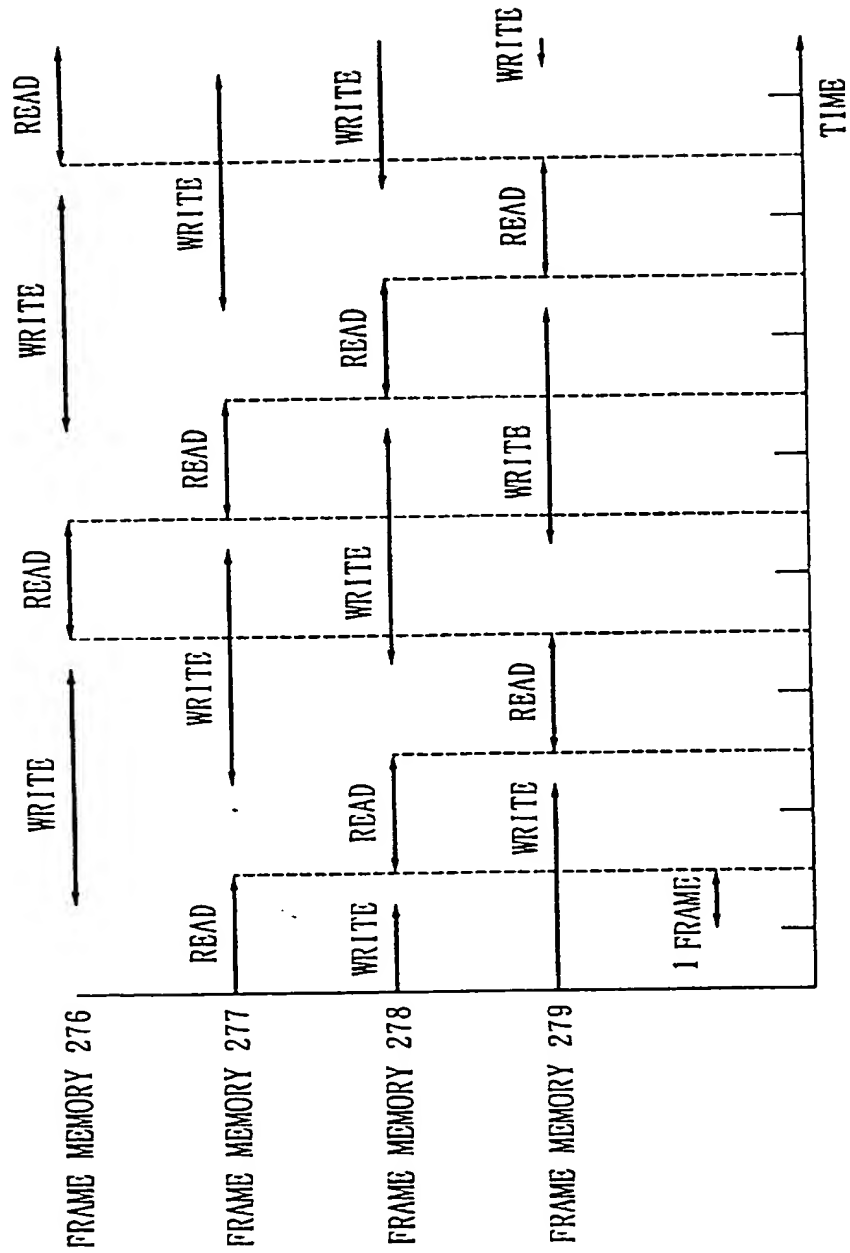 FRAME MEMORY 276 WRITE READ WRITE READ
FRAME MEMORY 277 READ WRITE READ WRITE
FRAME MEMORY 278 WRITE READ WRITE READ WRITE
FRAME MEMORY 279 WRITE READ WRITE READ WRITE
1 FRAME
TIME